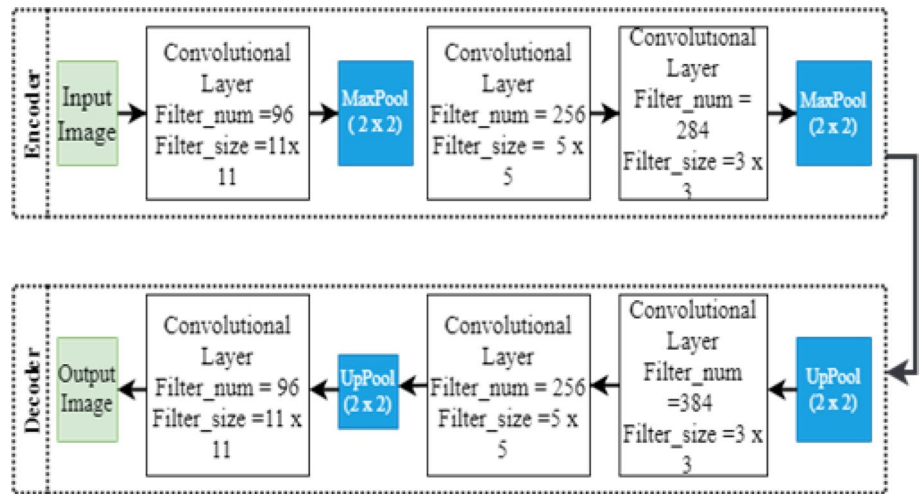 Encoder
Input
Image
Convolutional
Layer
Filter_num =96
Filter_size =11x
11
MaxPool
( 2 x 2)
Convolutional
Layer
Filter_num = 256
Filter_size = 5 x
5
Convolutional
Layer
Filter_num =
284
Filter_size =3 x
3
MaxPool
(2 x 2)
Decoder
Output
Image
Convolutional
Layer
Filter_num = 96
Filter_size =11 x
11
UpPool
(2 x 2)
Convolutional
Layer
Filter_num = 256
Filter_size =5 x
5
Convolutional
Layer
Filter_num
=384
Filter_size =3 x
3
UpPool
(2 x 2)